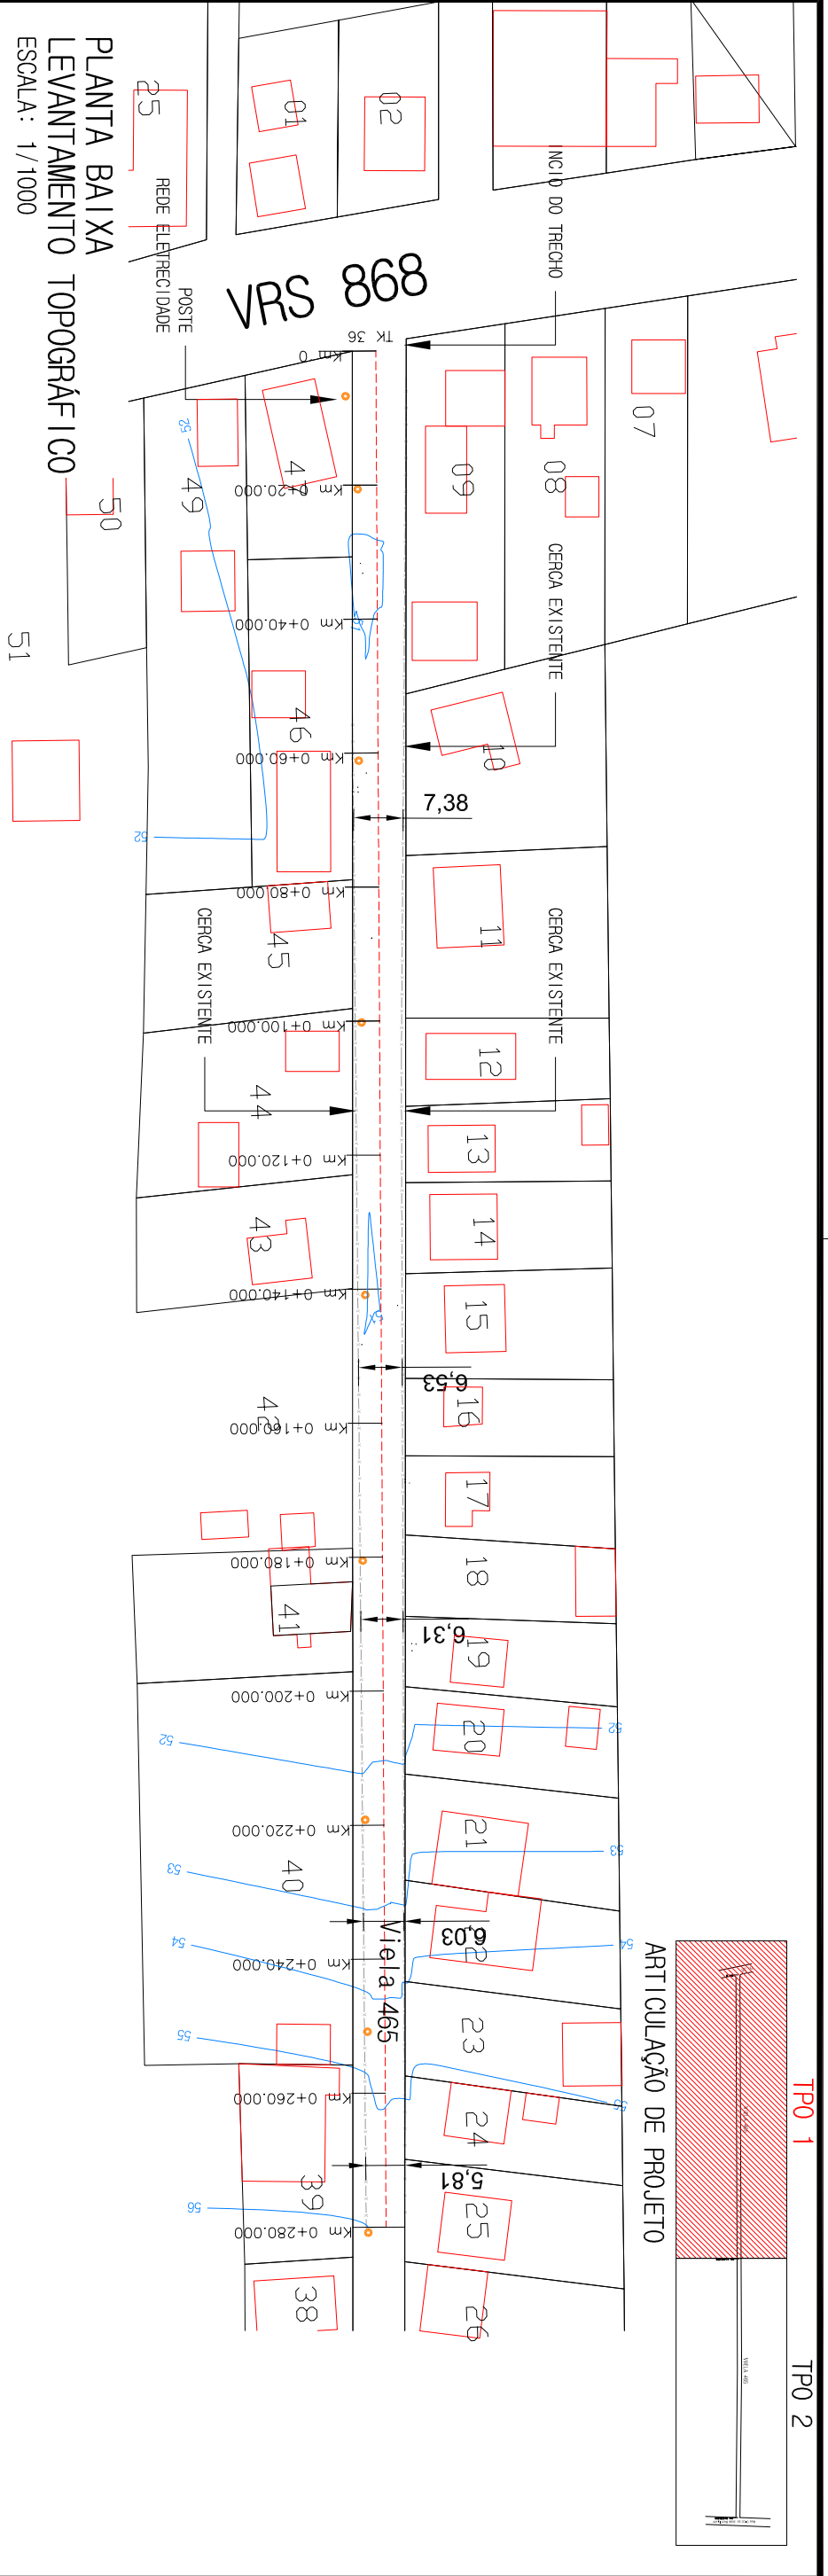 PLANTA BAIXA
LEVANTAMENTO TOPOGRÁFICO
ESCALA: 1/1000
VRS 868
INCIO DO TRECHO
REDE ELETRECIDADE
POSTE
TK 36
CERCA EXISTENTE
CERCA EXISTENTE
CERCA EXISTENTE
Viela 465
ARTICULAÇÃO DE PROJETO
TPO 1
TPO 2
Km 0
Km 0+20.000
Km 0+40.000
Km 0+60.000
Km 0+80.000
Km 0+100.000
Km 0+120.000
Km 0+140.000
Km 0+160.000
Km 0+180.000
Km 0+200.000
Km 0+220.000
Km 0+240.000
Km 0+260.000
Km 0+280.000
7,38
6,53
6,31
6,03
5,81
25
01
02
07
08
09
10
11
12
13
14
15
16
17
18
19
20
21
22
23
24
25
26
51
50
49
47
46
45
44
43
42
41
40
39
38
52
52
52
53
54
55
56
52
53
54
55
VIELA 465